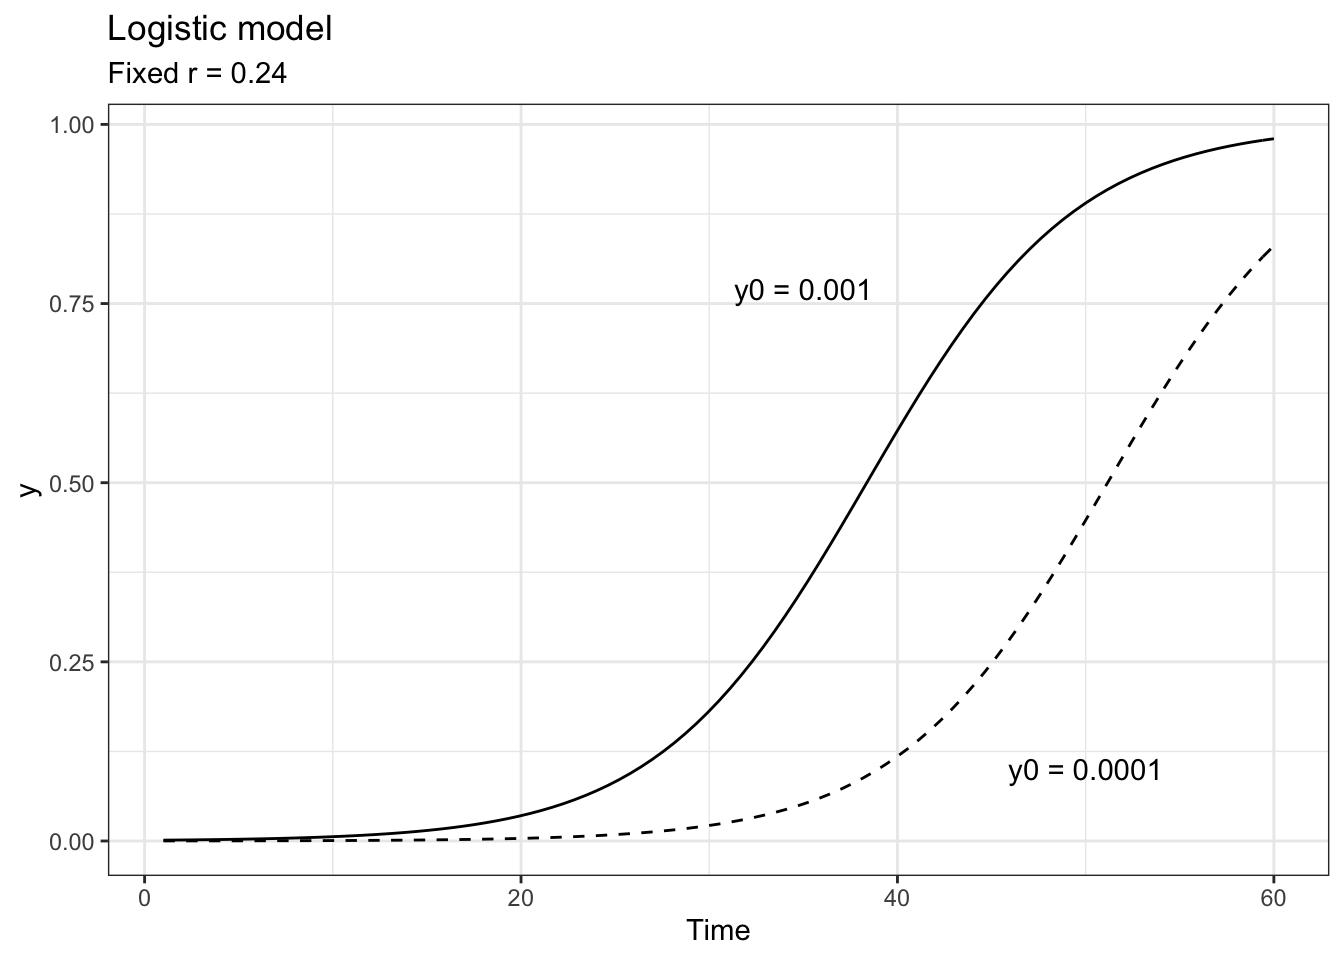 Logistic model
Fixed r = 0.24
1.00
0.75
0.50
0.25
0.00
y
y0 = 0.001
y0 = 0.0001
0 20 40 60
Time